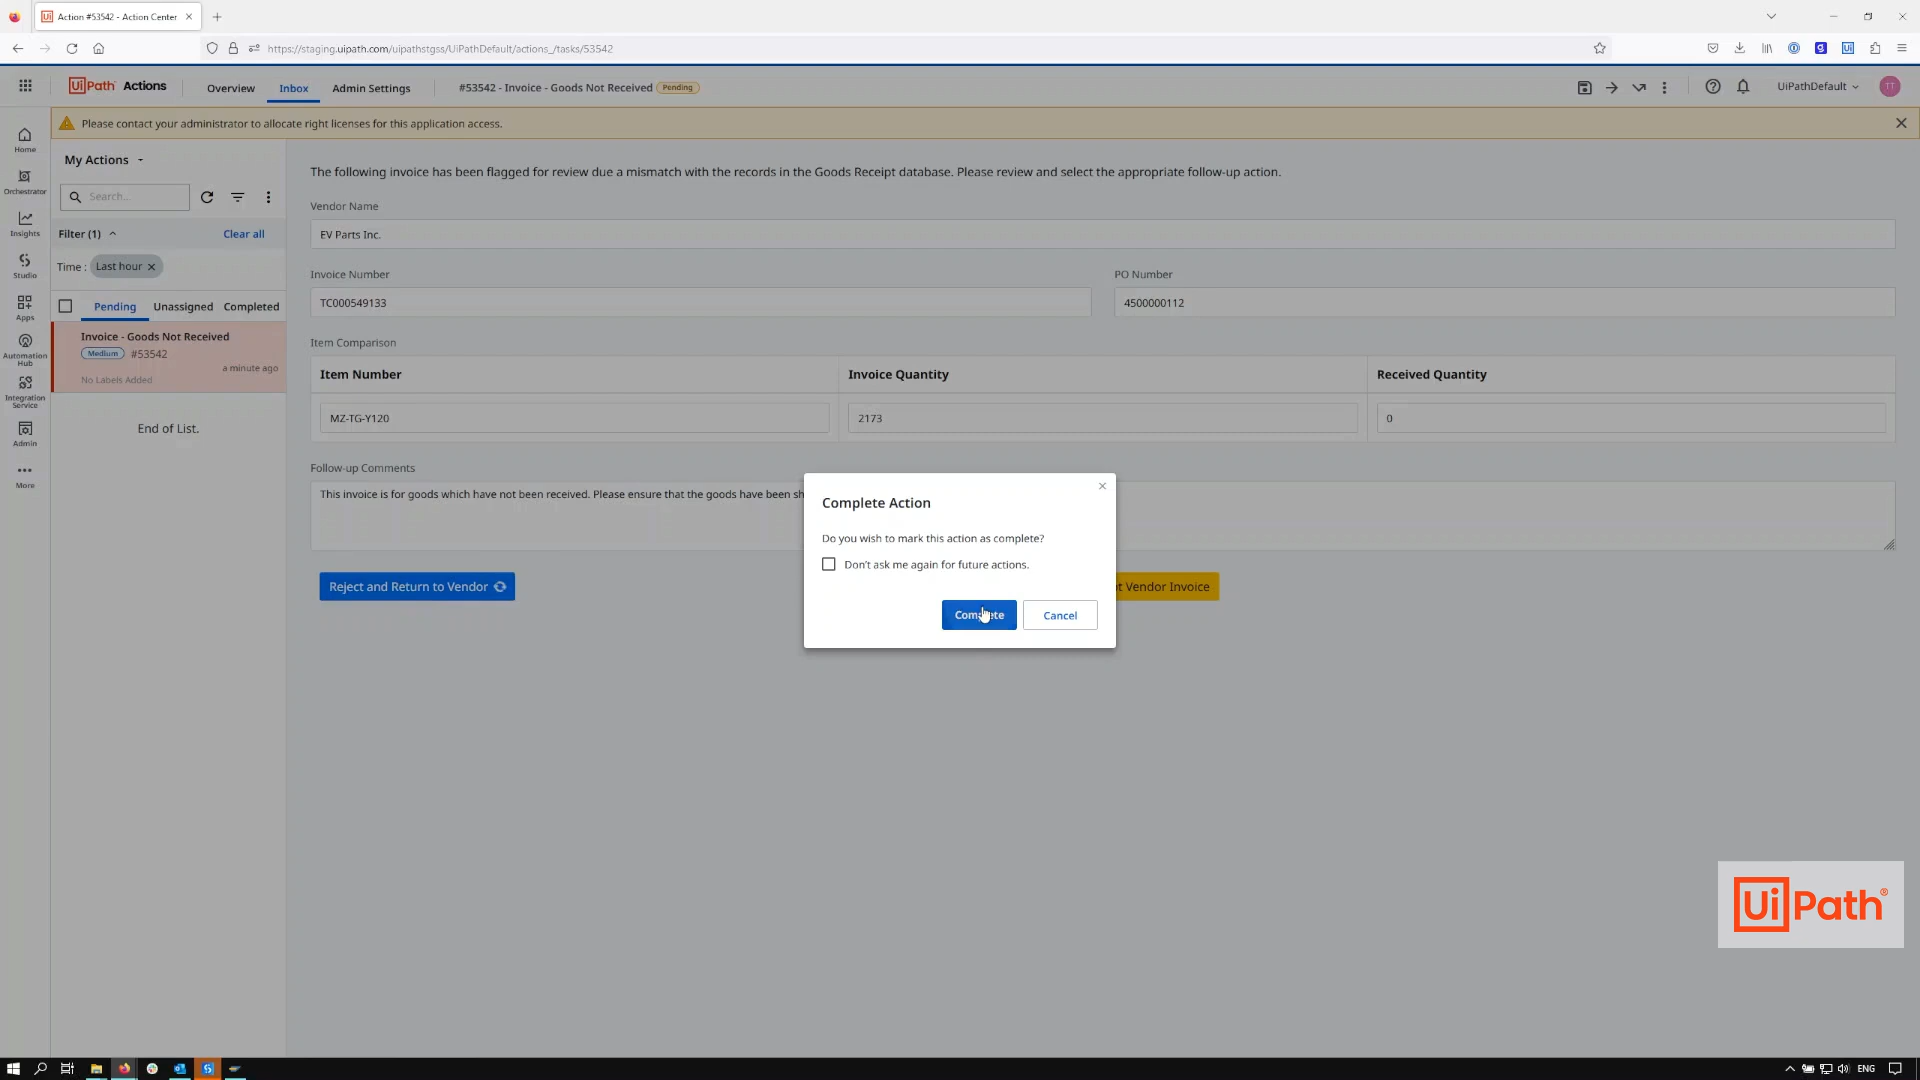 Action #53542 - Action Center
https://staging.uipath.com/uipathstgss/UiPathDefault/actions_/tasks/53542
UiPath Actions Overview Inbox Admin Settings #53542 - Invoice - Goods Not Received Pending UiPathDefault TT
Please contact your administrator to allocate right licenses for this application access.
Home
Orchestrator
Insights
Studio
Apps
Automation Hub
Integration Service
Admin
More
My Actions
Search...
Filter (1) Clear all
Time : Last hour
Pending Unassigned Completed
Invoice - Goods Not Received
Medium #53542
a minute ago
No Labels Added
End of List.
The following invoice has been flagged for review due a mismatch with the records in the Goods Receipt database. Please review and select the appropriate follow-up action.
Vendor Name
EV Parts Inc.
Invoice Number PO Number
TC000549133 4500000112
Item Comparison
Item Number Invoice Quantity Received Quantity
MZ-TG-Y120 2173 0
Follow-up Comments
This invoice is for goods which have not been received. Please ensure that the goods have been sh
Reject and Return to Vendor Vendor Invoice
Complete Action
Do you wish to mark this action as complete?
Don't ask me again for future actions.
Complete Cancel
UiPath
ENG